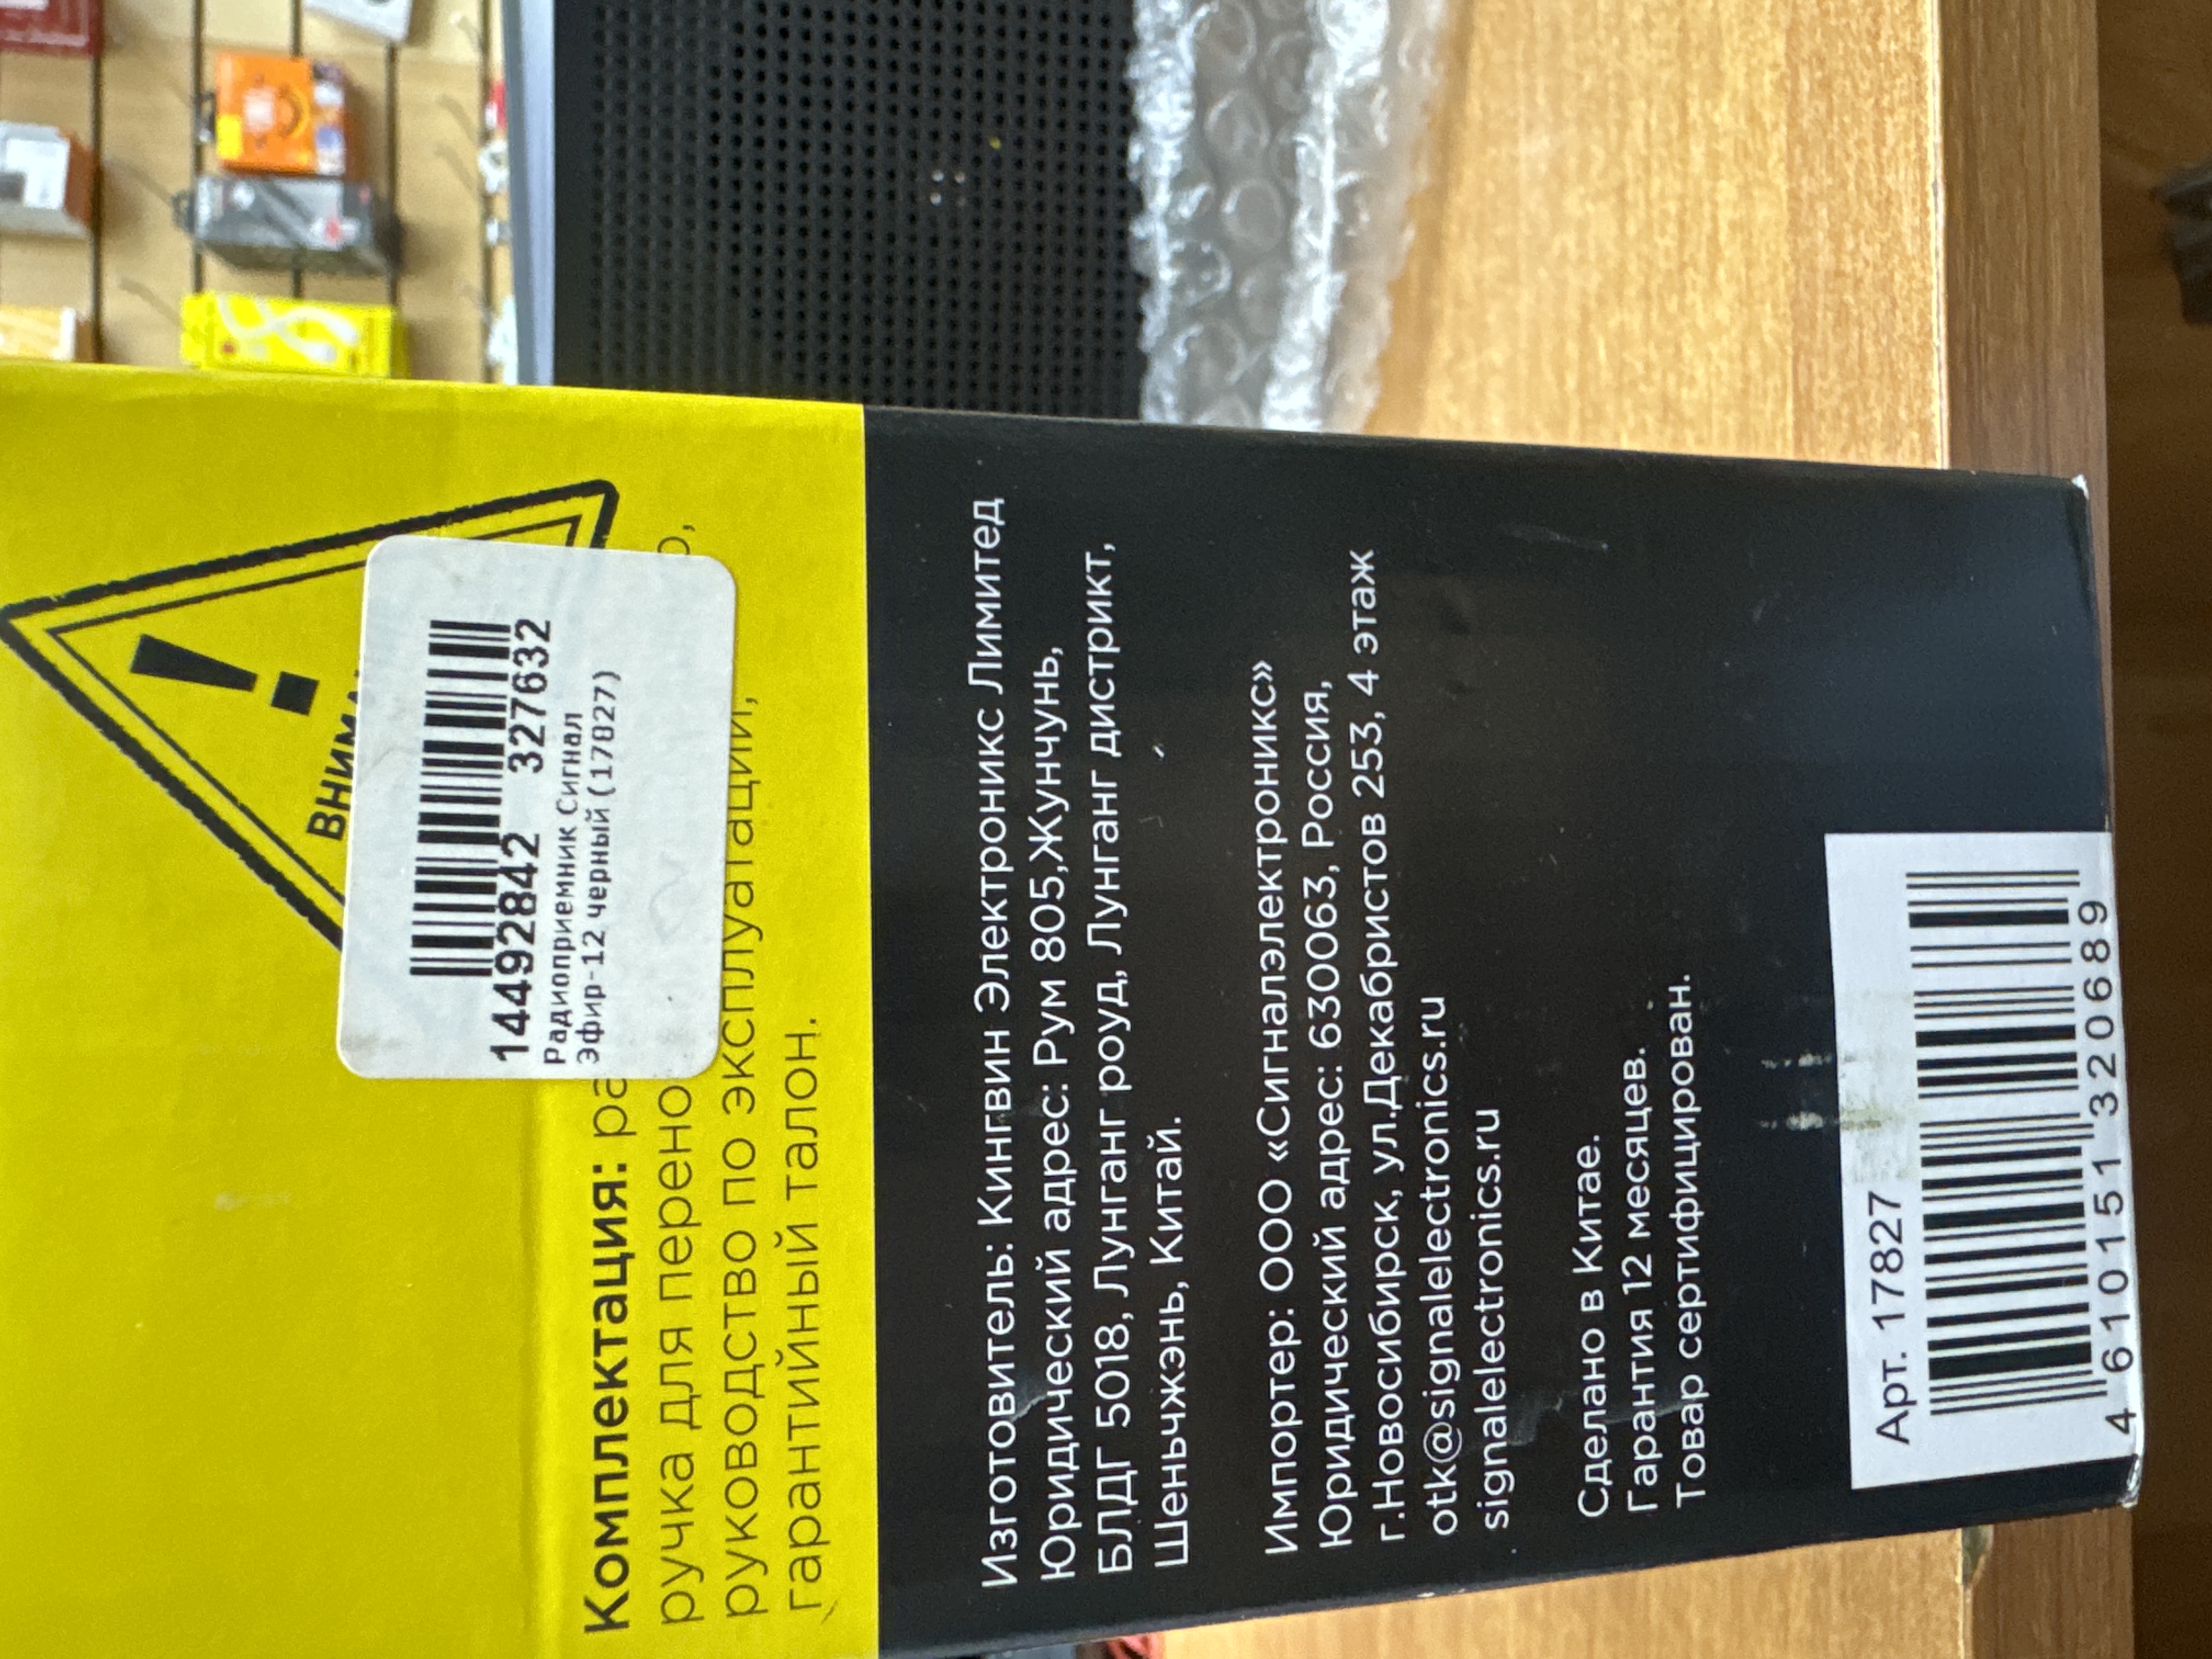 14492842 327632
Радиоприемник Сигнал
Эфир-12 черный (17827)
Комплектация:
ручка для
руководство по эксплуатации,
гарантийный талон.
Изготовитель: Кингвин Электроникс Лимитед
Юридический адрес: Рум 805,Жунчунь,
БЛДГ 5018, Лунганг роуд, Лунганг дистрикт,
Шеньчжэнь, Китай.
Импортер: ООО «Сигналэлектроникс»
Юридический адрес: 630063, Россия,
г.Новосибирск, ул.Декабристов 253, 4 этаж
otk@signalelectronics.ru
signalelectronics.ru
Сделано в Китае.
Гарантия 12 месяцев.
Товар сертифицирован.
Арт. 17827
4 610151 320689